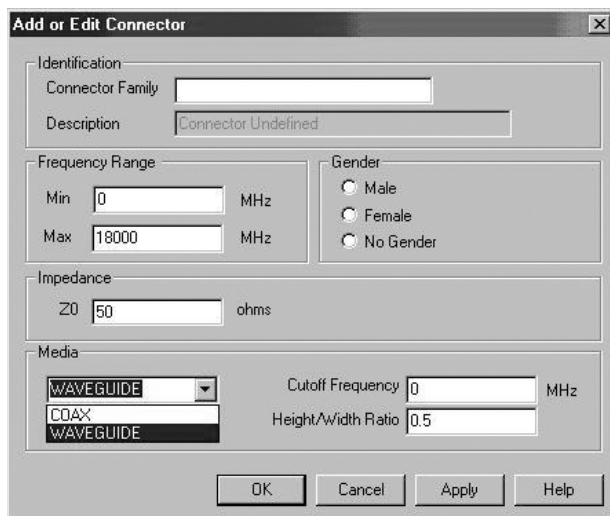 Add or Edit Connector
Identification
Connector Family
Description Connector Undefined
Frequency Range
Min 0 MHz
Max 18000 MHz
Gender
Male
Female
No Gender
Impedance
Z0 50 ohms
Media
WAVEGUIDE
COAX
WAVEGUIDE
Cutoff Frequency 0 MHz
Height/Width Ratio 0.5
OK Cancel Apply Help